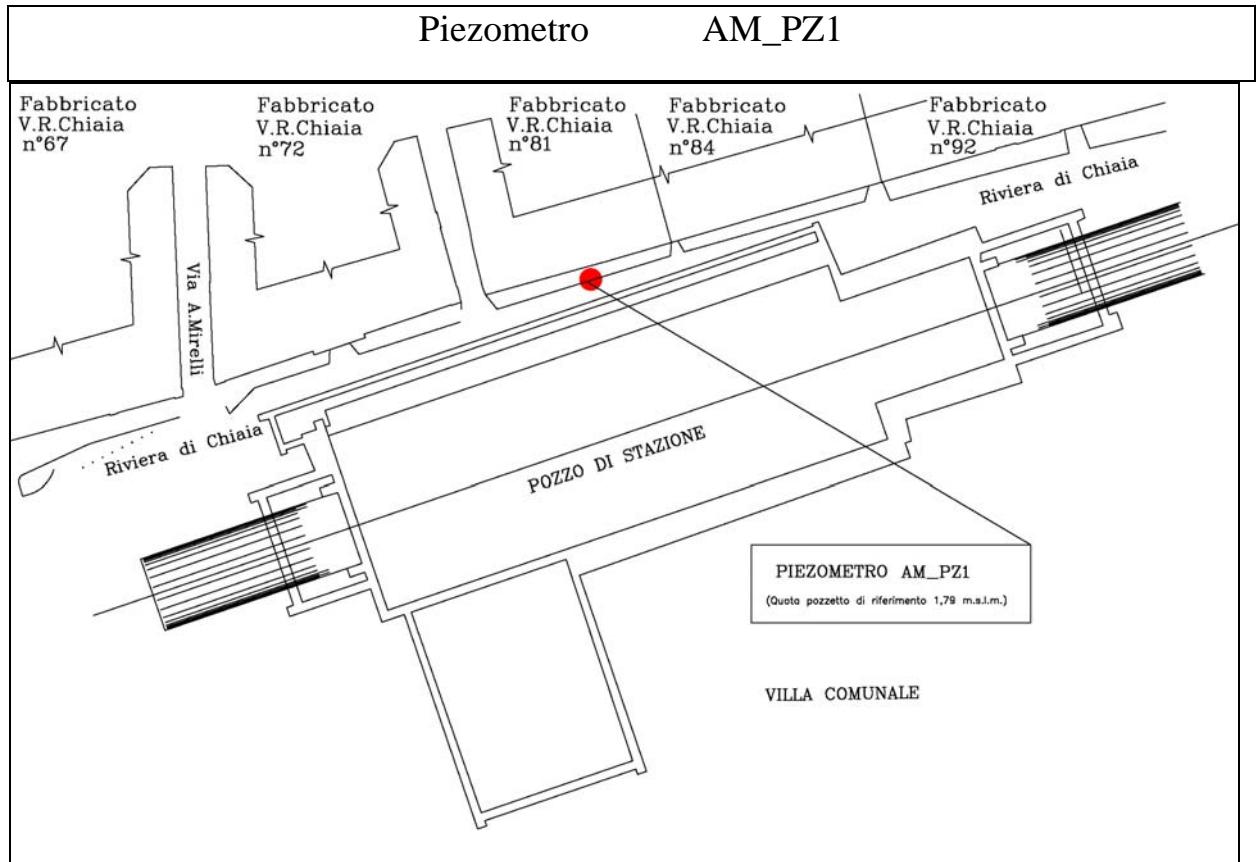 Piezometro AM_PZ1
Fabbricato
V.R.Chiaia
n°67
Fabbricato
V.R.Chiaia
n°72
Fabbricato
V.R.Chiaia
n°81
Fabbricato
V.R.Chiaia
n°84
Fabbricato
V.R.Chiaia
n°92
Riviera di Chiaia
Via A.Mirelli
Riviera di Chiaia
POZZO DI STAZIONE
PIEZOMETRO AM_PZ1
(Quota pozzetto di riferimento 1,79 m.s.l.m.)
VILLA COMUNALE